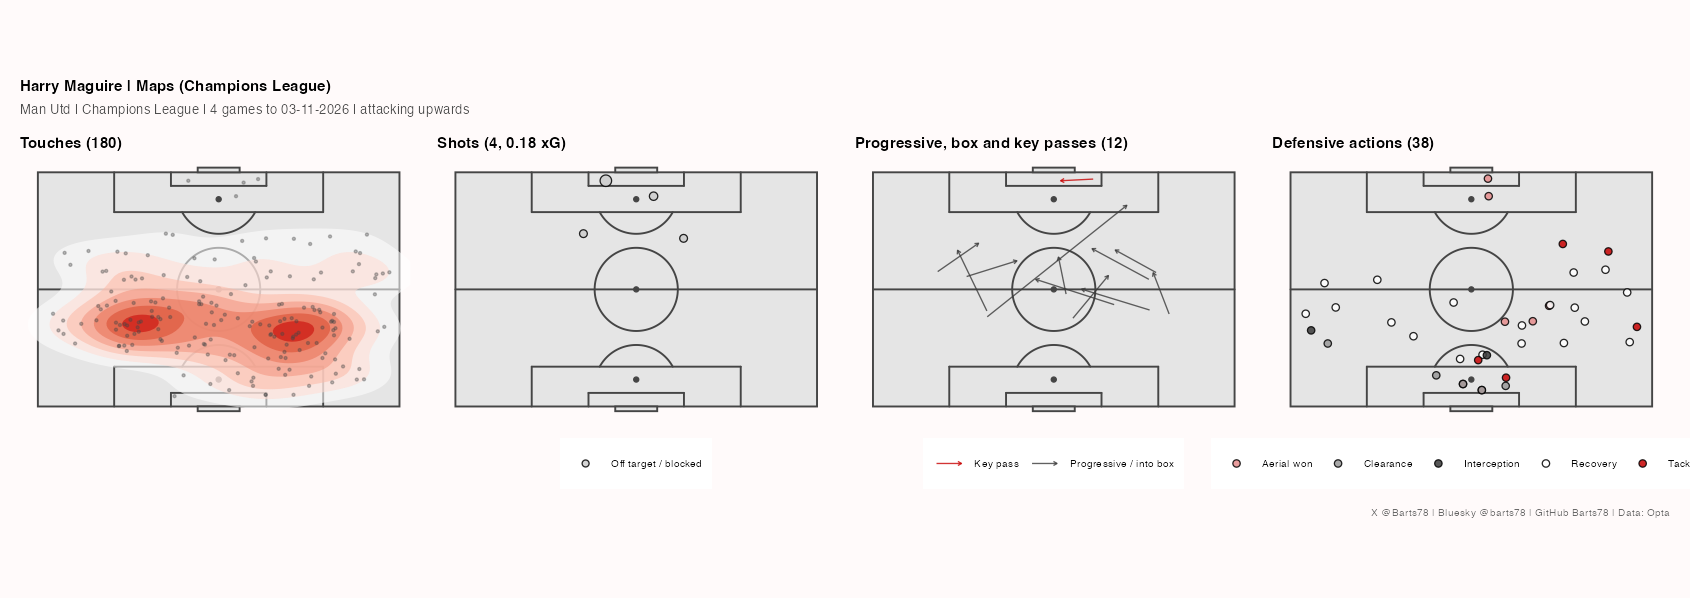 Harry Maguire | Maps (Champions League)
Man Utd | Champions League | 4 games to 03-11-2026 | attacking upwards
Touches (180)
Shots (4, 0.18 xG)
Progressive, box and key passes (12)
Defensive actions (38)
Off target / blocked
Key pass
Progressive / into box
Aerial won
Clearance
Interception
Recovery
Tack
X @Barts78 | Bluesky @barts78 | GitHub Barts78 | Data: Opta